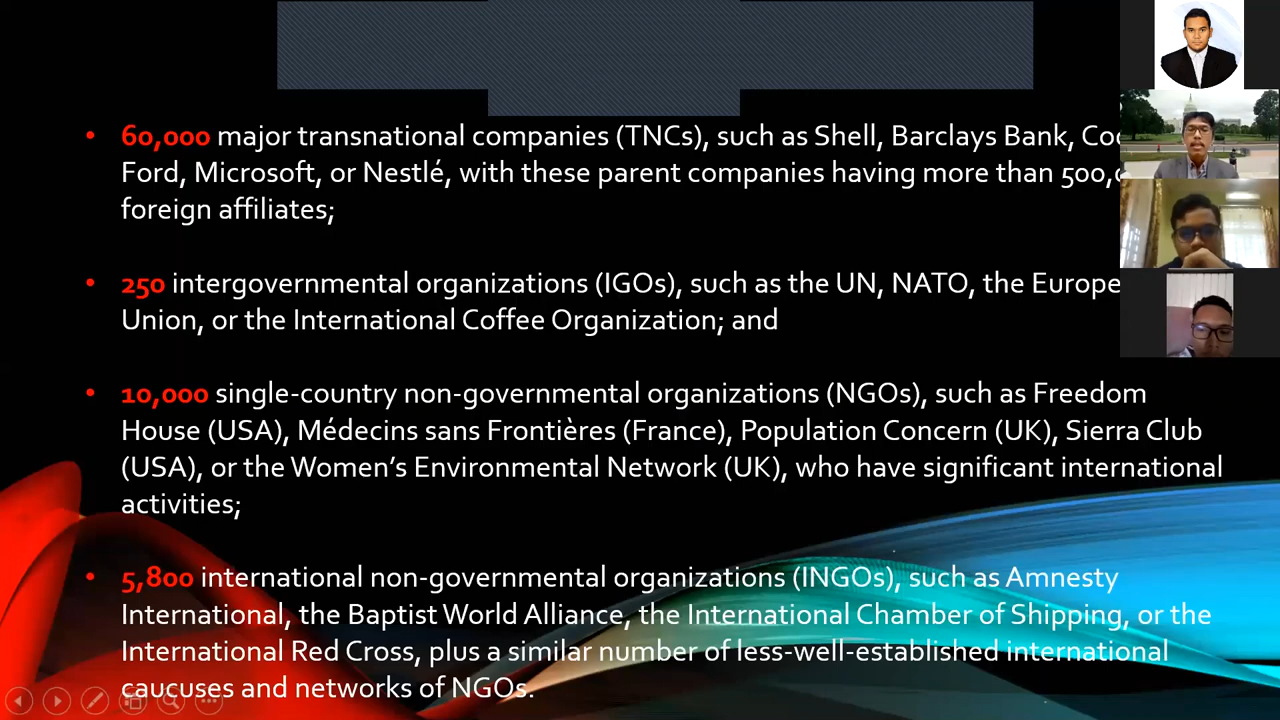 • 60,000 major transnational companies (TNCs), such as Shell, Barclays Bank,
Ford, Microsoft, or Nestlé, with these parent companies having more than
foreign affiliates;
• 250 intergovernmental organizations (IGOs), such as the UN, NATO, the
Union, or the International Coffee Organization; and
• 10,000 single-country non-governmental organizations (NGOs), such as Freedom
House (USA), Médecins sans Frontières (France), Population Concern (UK), Sierra Club
(USA), or the Women’s Environmental Network (UK), who have significant international
activities;
• 5,800 international non-governmental organizations (INGOs), such as Amnesty
International, the Baptist World Alliance, the International Chamber of Shipping, or the
International Red Cross, plus a similar number of less-well-established international
caucuses and networks of NGOs.